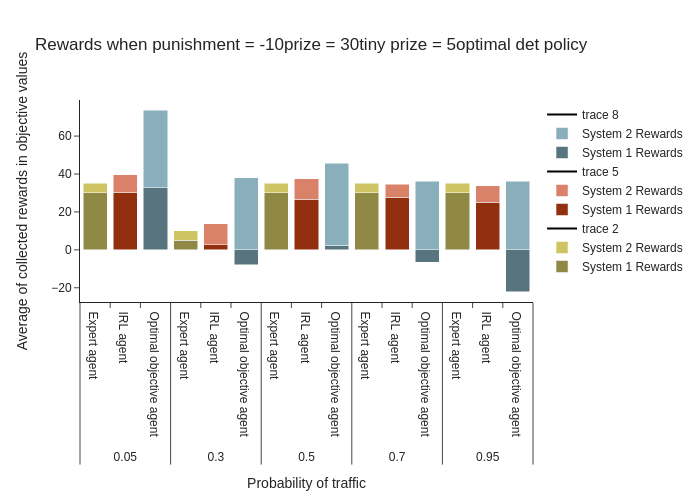 Rewards when punishment = -10prize = 30tiny prize = 5optimal det policy
Average of collected rewards in objective values
60
40
20
0
−20
trace 8
System 2 Rewards
System 1 Rewards
trace 5
System 2 Rewards
System 1 Rewards
trace 2
System 2 Rewards
System 1 Rewards
Expert agent
IRL agent
Optimal objective agent
Expert agent
IRL agent
Optimal objective agent
Expert agent
IRL agent
Optimal objective agent
Expert agent
IRL agent
Optimal objective agent
Expert agent
IRL agent
Optimal objective agent
0.05
0.3
0.5
0.7
0.95
Probability of traffic